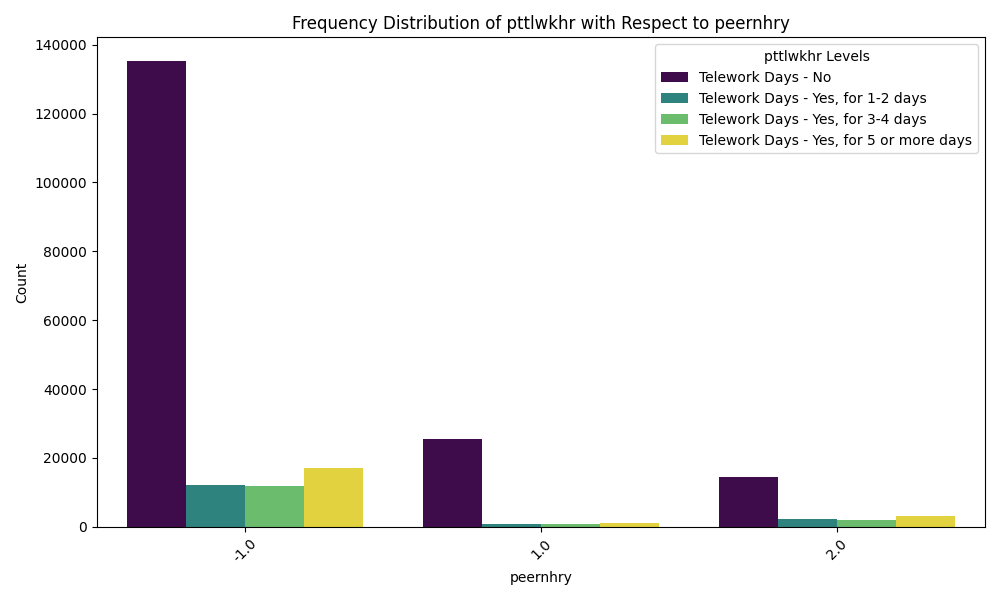 Frequency Distribution of pttlwkhr with Respect to peernhry
pttlwkhr Levels
Telework Days - No
Telework Days - Yes, for 1-2 days
Telework Days - Yes, for 3-4 days
Telework Days - Yes, for 5 or more days
Count
140000
120000
100000
80000
60000
40000
20000
0
-1.0
1.0
2.0
peernhry